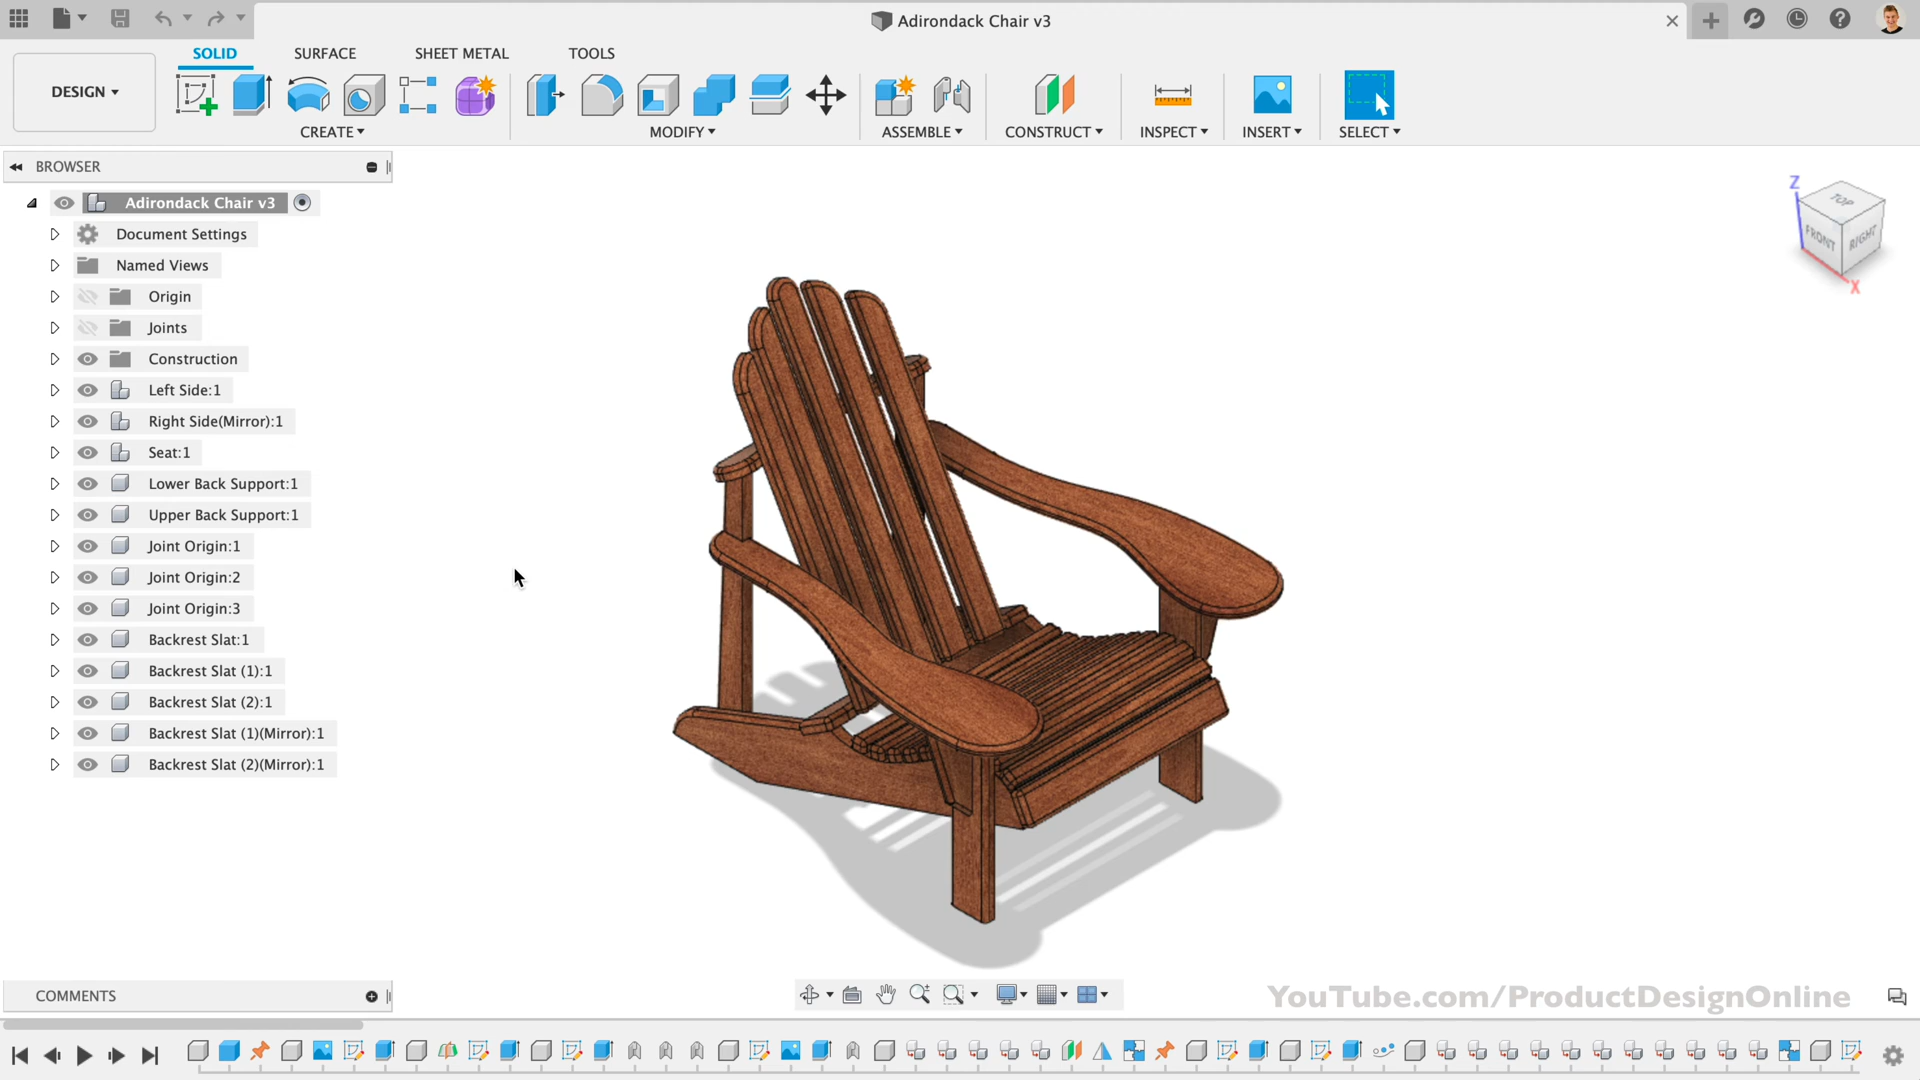 Adirondack Chair v3
SOLID
SURFACE
SHEET METAL
TOOLS
DESIGN
CREATE
MODIFY
ASSEMBLE
CONSTRUCT
INSPECT
INSERT
SELECT
BROWSER
Adirondack Chair v3
Document Settings
Named Views
Origin
Joints
Construction
Left Side:1
Right Side(Mirror):1
Seat:1
Lower Back Support:1
Upper Back Support:1
Joint Origin:1
Joint Origin:2
Joint Origin:3
Backrest Slat:1
Backrest Slat (1):1
Backrest Slat (2):1
Backrest Slat (1)(Mirror):1
Backrest Slat (2)(Mirror):1
Z
TOP
FRONT
RIGHT
X
COMMENTS
YouTube.com/ProductDesignOnline